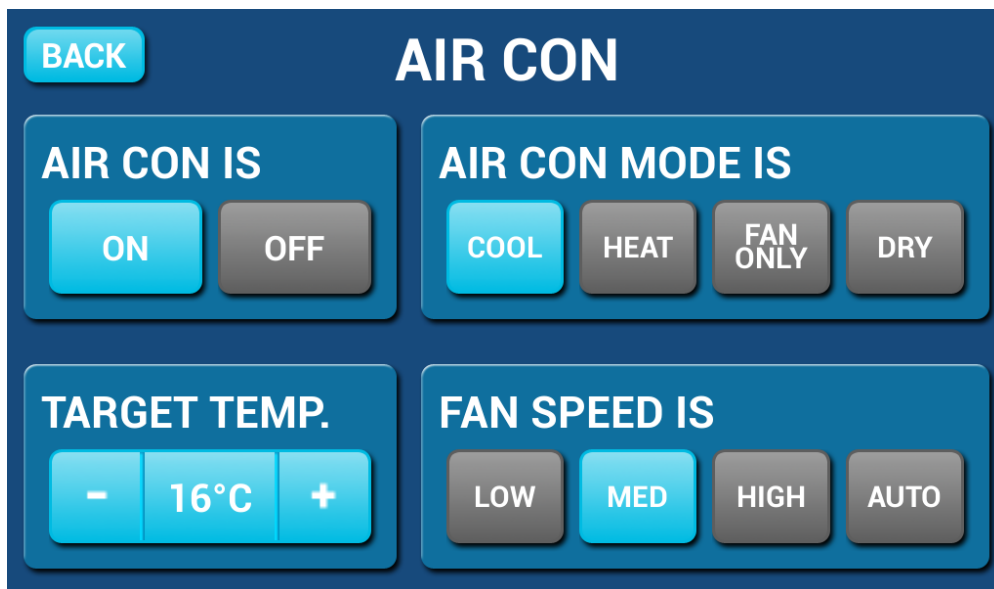 BACK
AIR CON
AIR CON IS
ON OFF
AIR CON MODE IS
COOL HEAT FAN ONLY DRY
TARGET TEMP.
- 16°C +
FAN SPEED IS
LOW MED HIGH AUTO